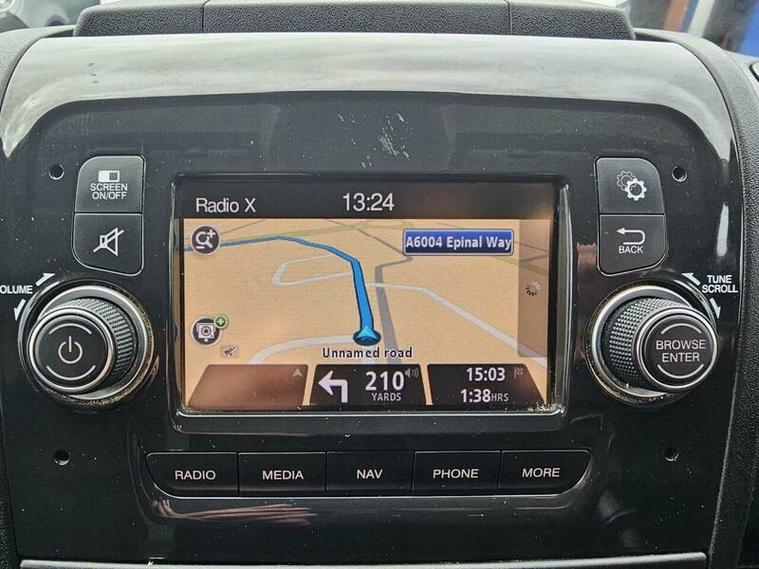 SCREEN
ON/OFF
Radio X
13:24
A6004 Epinal Way
BACK
VOLUME
TUNE
SCROLL
BROWSE
ENTER
Unnamed road
210
YARDS
15:03
1:38HRS
RADIO
MEDIA
NAV
PHONE
MORE